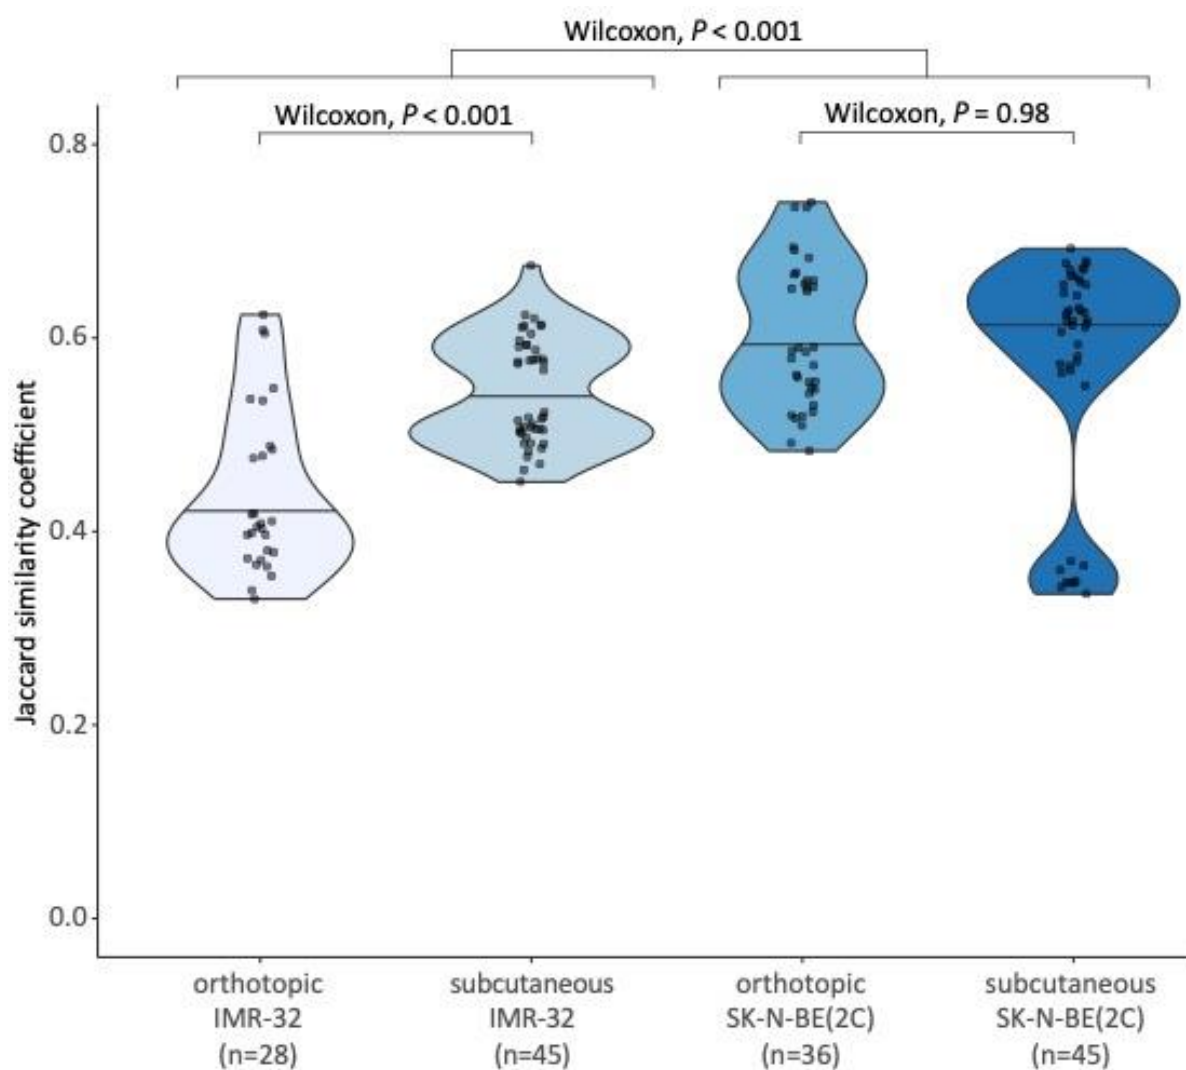 Wilcoxon, P < 0.001
Wilcoxon, P < 0.001
Wilcoxon, P = 0.98
Jaccard similarity coefficient
0.8
0.6
0.4
0.2
0.0
orthotopic
IMR-32
(n=28)
subcutaneous
IMR-32
(n=45)
orthotopic
SK-N-BE(2C)
(n=36)
subcutaneous
SK-N-BE(2C)
(n=45)